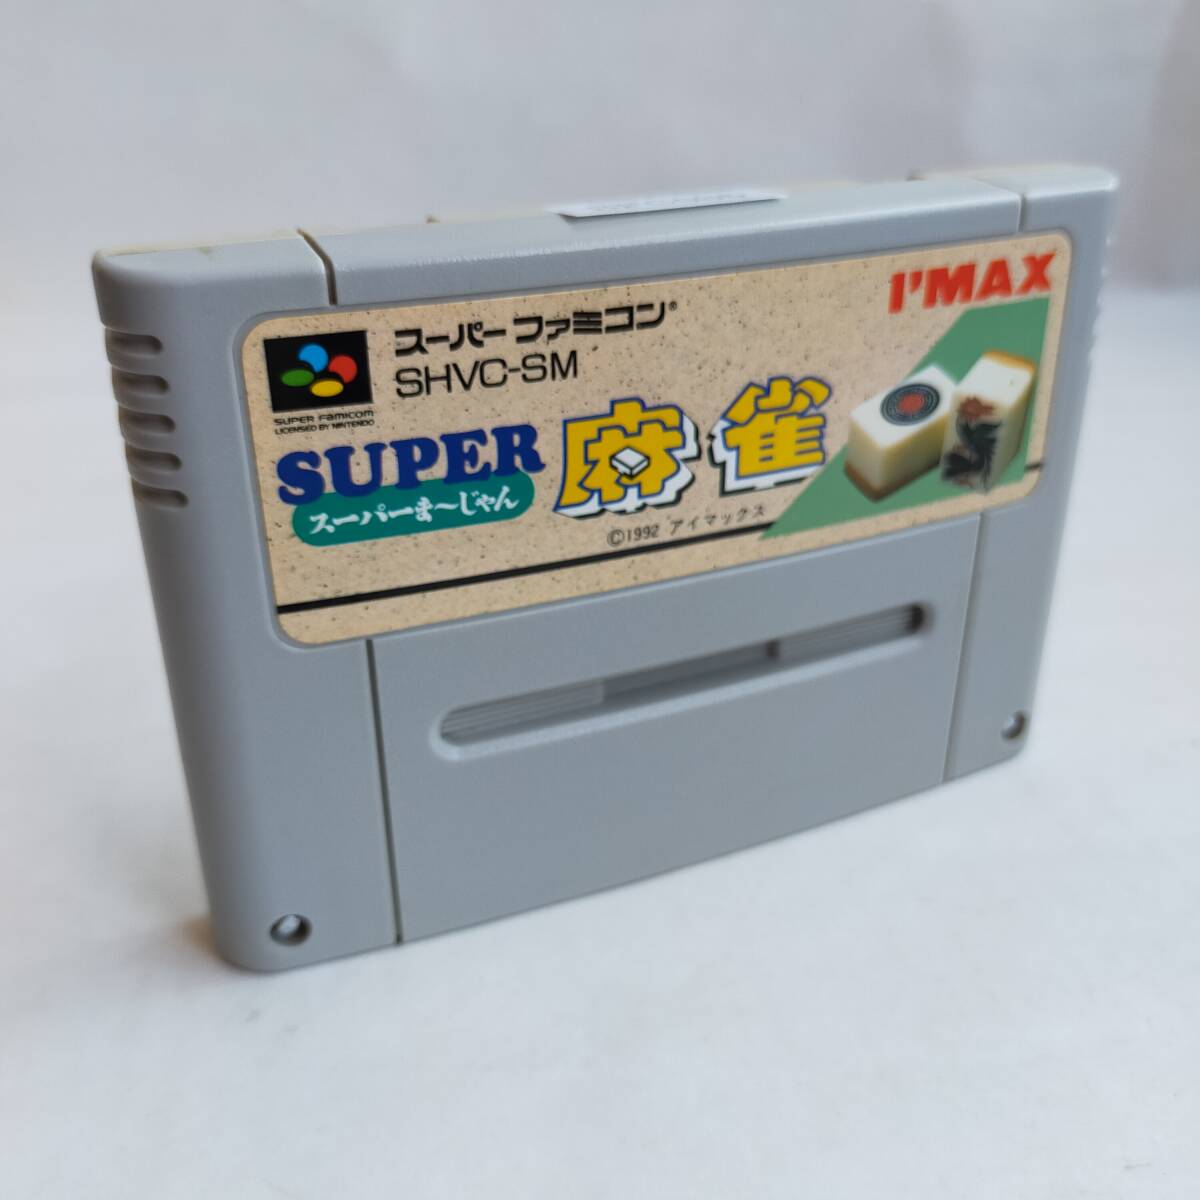 I'MAX
スーパーファミコン®
SHVC-SM
SUPER FAMICOM
LICENSED BY NINTENDO
SUPER 麻雀
スーパーま～じゃん
©1992 アイマックス